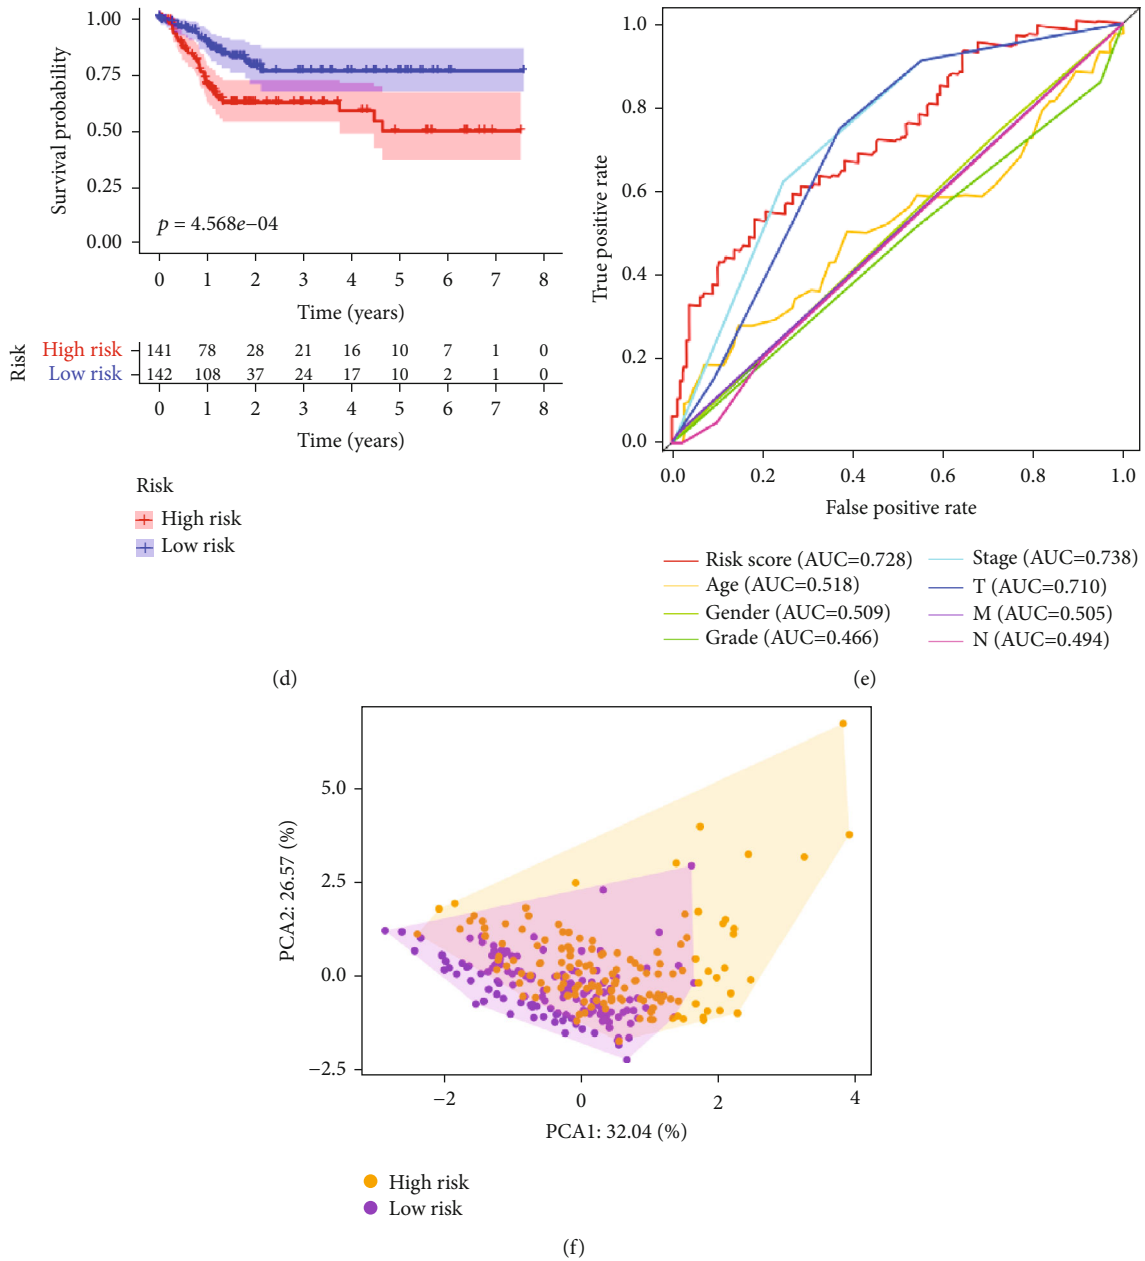 1.00
0.75
0.50
0.25
0.00
Survival probability
p = 4.568e−04
0 1 2 3 4 5 6 7 8
Time (years)
Risk
High risk 141 78 28 21 16 10 7 1 0
Low risk 142 108 37 24 17 10 2 1 0
0 1 2 3 4 5 6 7 8
Time (years)
Risk
High risk
Low risk
(d)
1.0
0.8
0.6
0.4
0.2
0.0
True positive rate
0.0 0.2 0.4 0.6 0.8 1.0
False positive rate
Risk score (AUC=0.728)
Age (AUC=0.518)
Gender (AUC=0.509)
Grade (AUC=0.466)
Stage (AUC=0.738)
T (AUC=0.710)
M (AUC=0.505)
N (AUC=0.494)
(e)
5.0
2.5
0.0
−2.5
PCA2: 26.57 (%)
−2 0 2 4
PCA1: 32.04 (%)
High risk
Low risk
(f)